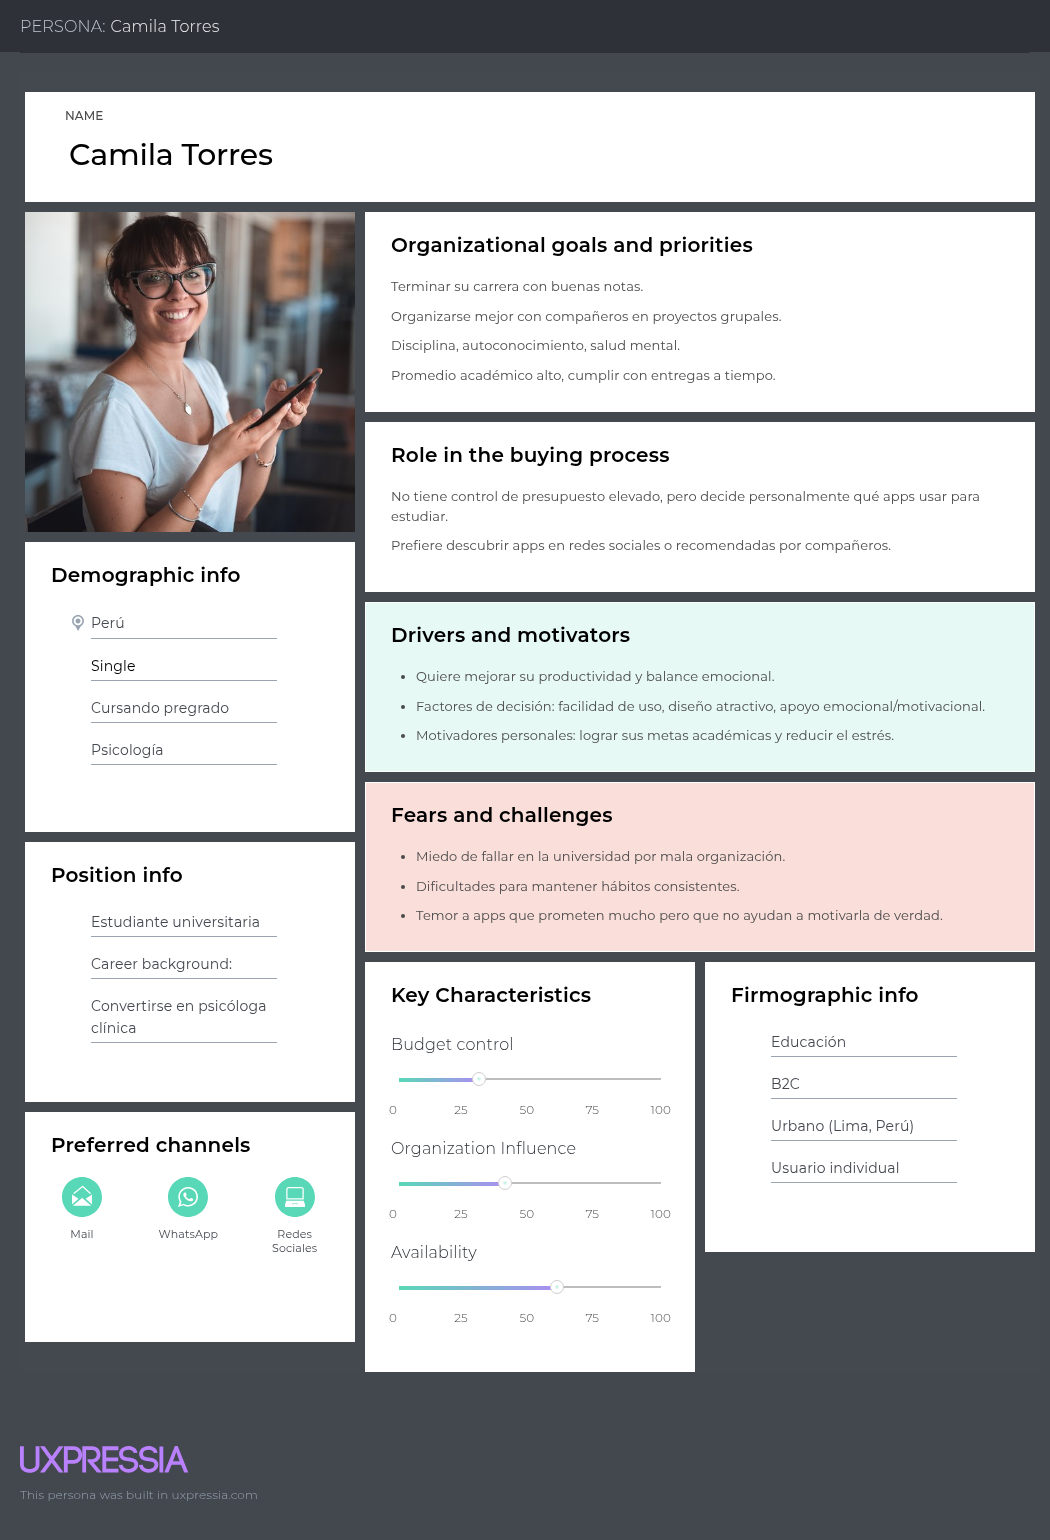 PERSONA: Camila Torres
NAME
Camila Torres
Organizational goals and priorities
Terminar su carrera con buenas notas.
Organizarse mejor con compañeros en proyectos grupales.
Disciplina, autoconocimiento, salud mental.
Promedio académico alto, cumplir con entregas a tiempo.
Role in the buying process
No tiene control de presupuesto elevado, pero decide personalmente qué apps usar para
estudiar.
Prefiere descubrir apps en redes sociales o recomendadas por compañeros.
Demographic info
Perú
Single
Cursando pregrado
Psicología
Drivers and motivators
• Quiere mejorar su productividad y balance emocional.
• Factores de decisión: facilidad de uso, diseño atractivo, apoyo emocional/motivacional.
• Motivadores personales: lograr sus metas académicas y reducir el estrés.
Fears and challenges
• Miedo de fallar en la universidad por mala organización.
• Dificultades para mantener hábitos consistentes.
• Temor a apps que prometen mucho pero que no ayudan a motivarla de verdad.
Position info
Estudiante universitaria
Career background:
Convertirse en psicóloga
clínica
Preferred channels
Mail
WhatsApp
Redes
Sociales
Key Characteristics
Budget control
0 25 50 75 100
Organization Influence
0 25 50 75 100
Availability
0 25 50 75 100
Firmographic info
Educación
B2C
Urbano (Lima, Perú)
Usuario individual
UXPRESSIA
This persona was built in uxpressia.com